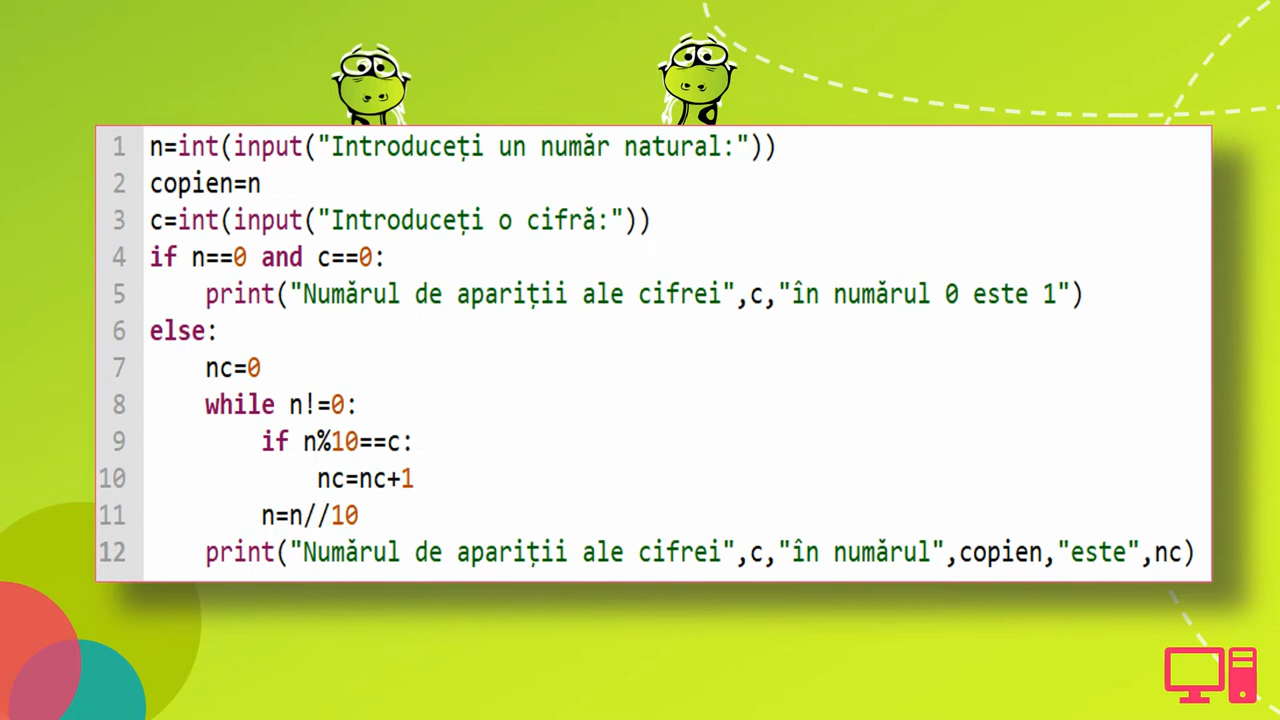 1 n=int(input("Introduceți un număr natural:"))
2 copien=n
3 c=int(input("Introduceți o cifră:"))
4 if n==0 and c==0:
5     print("Numărul de apariții ale cifrei",c,"în numărul 0 este 1")
6 else:
7     nc=0
8     while n!=0:
9         if n%10==c:
10             nc=nc+1
11         n=n//10
12     print("Numărul de apariții ale cifrei",c,"în numărul",copien,"este",nc)